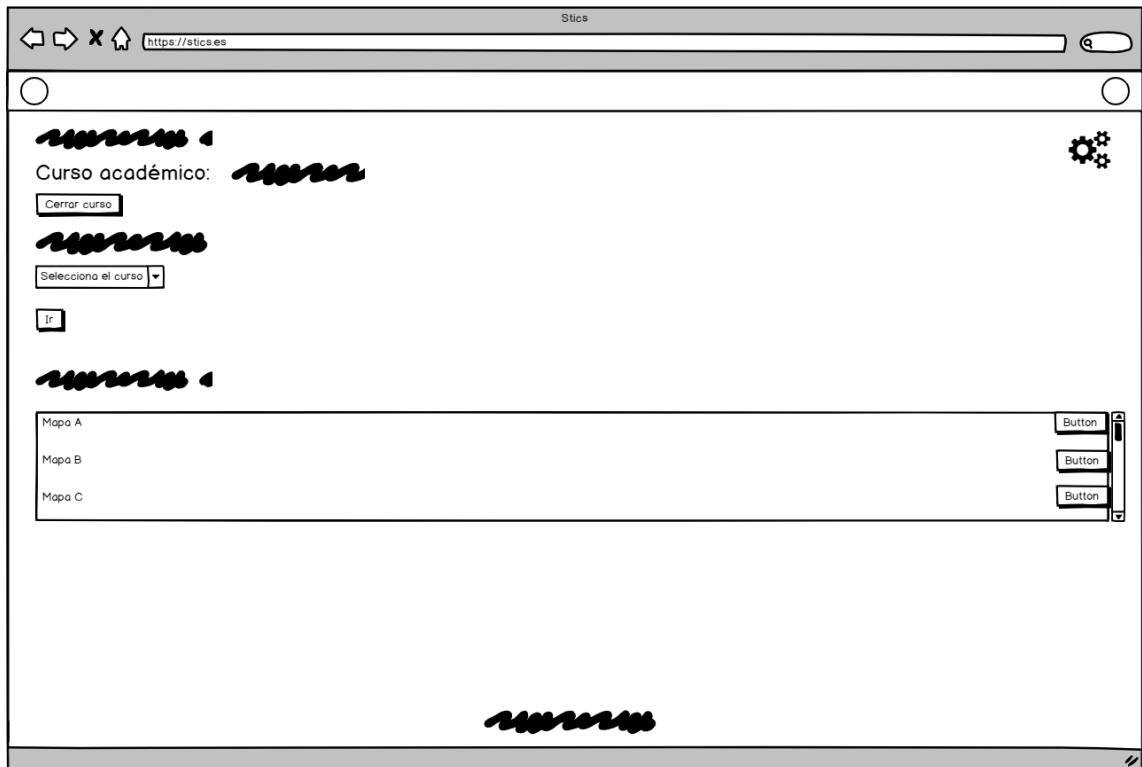 Stics
https://stics.es
Curso académico:
Cerrar curso
Selecciona el curso
Ir
Mapa A
Button
Mapa B
Button
Mapa C
Button